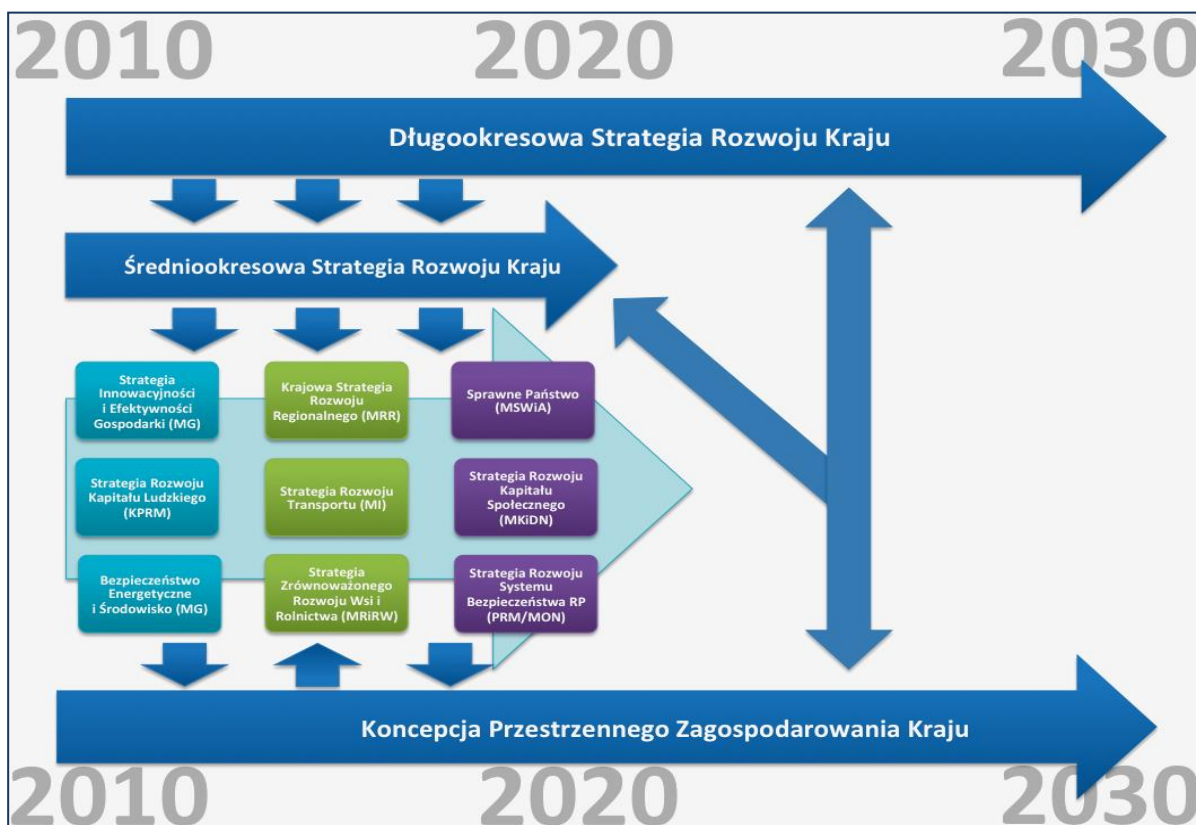 2010 2020 2030
Długookresowa Strategia Rozwoju Kraju
Średniookresowa Strategia Rozwoju Kraju
Strategia
Innowacyjności
i Efektywności
Gospodarki (MG)
Krajowa Strategia
Rozwoju
Regionalnego (MRR)
Sprawne Państwo
(MSWiA)
Strategia Rozwoju
Kapitału Ludzkiego
(KPRM)
Strategia Rozwoju
Transportu (MI)
Strategia Rozwoju
Kapitału
Społecznego
(MKiDN)
Bezpieczeństwo
Energetyczne
i Środowisko (MG)
Strategia
Zrównoważonego
Rozwoju Wsi i
Rolnictwa (MRiRW)
Strategia Rozwoju
Systemu
Bezpieczeństwa RP
(PRM/MON)
Koncepcja Przestrzennego Zagospodarowania Kraju
2010 2020 2030